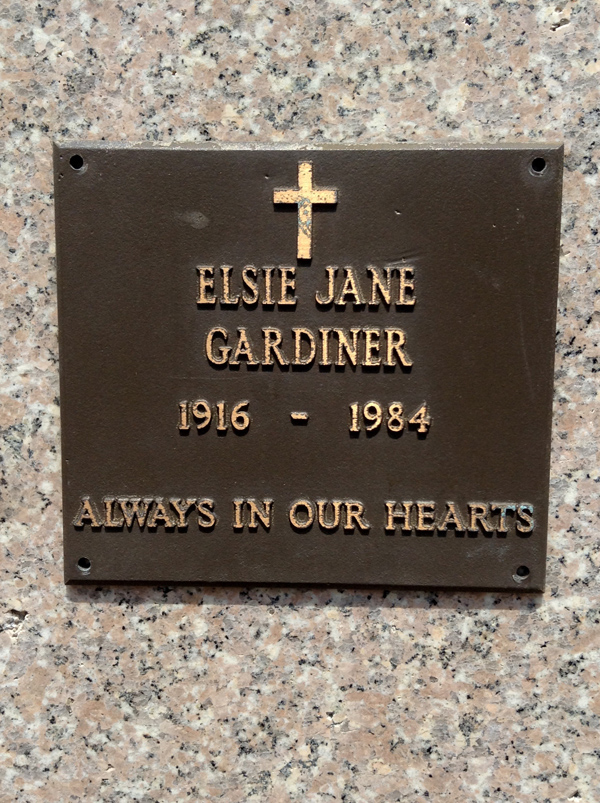 ELSIE JANE
GARDINER
1916 - 1984
ALWAYS IN OUR HEARTS